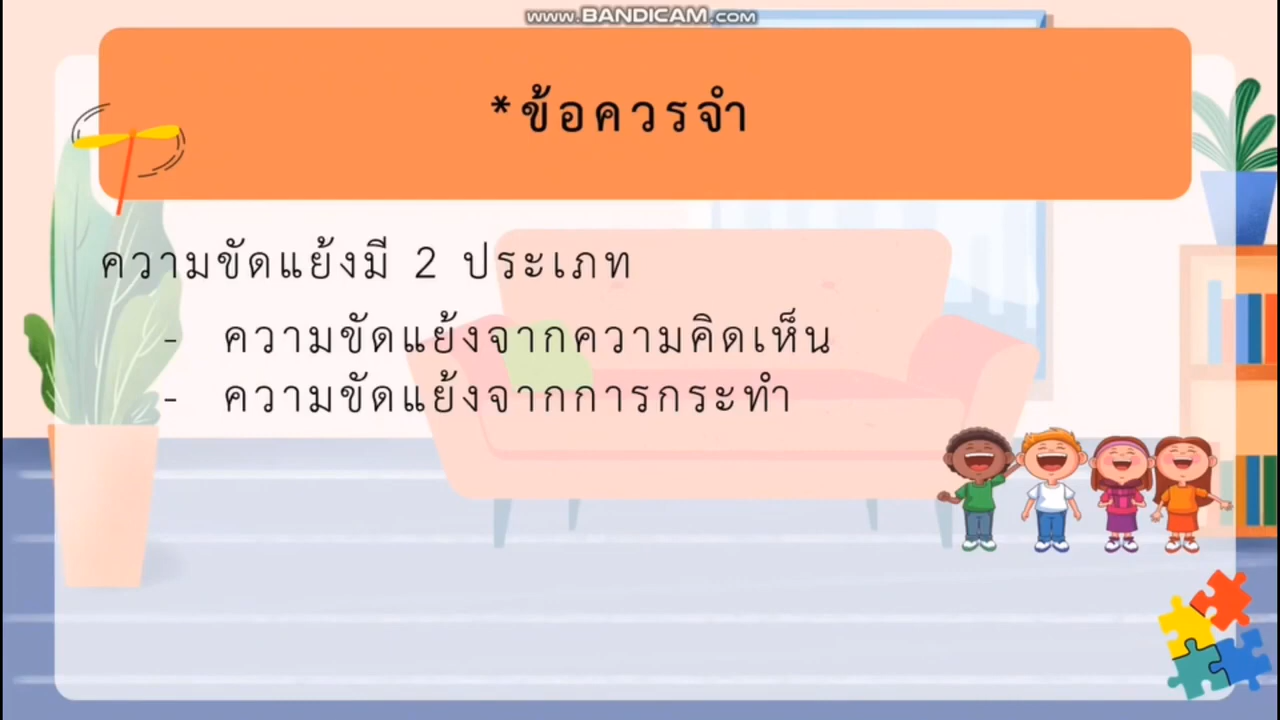 www.BANDICAM.com
*ข้อควรจำ
ความขัดแย้งมี 2 ประเภท
- ความขัดแย้งจากความคิดเห็น
- ความขัดแย้งจากการกระทำ